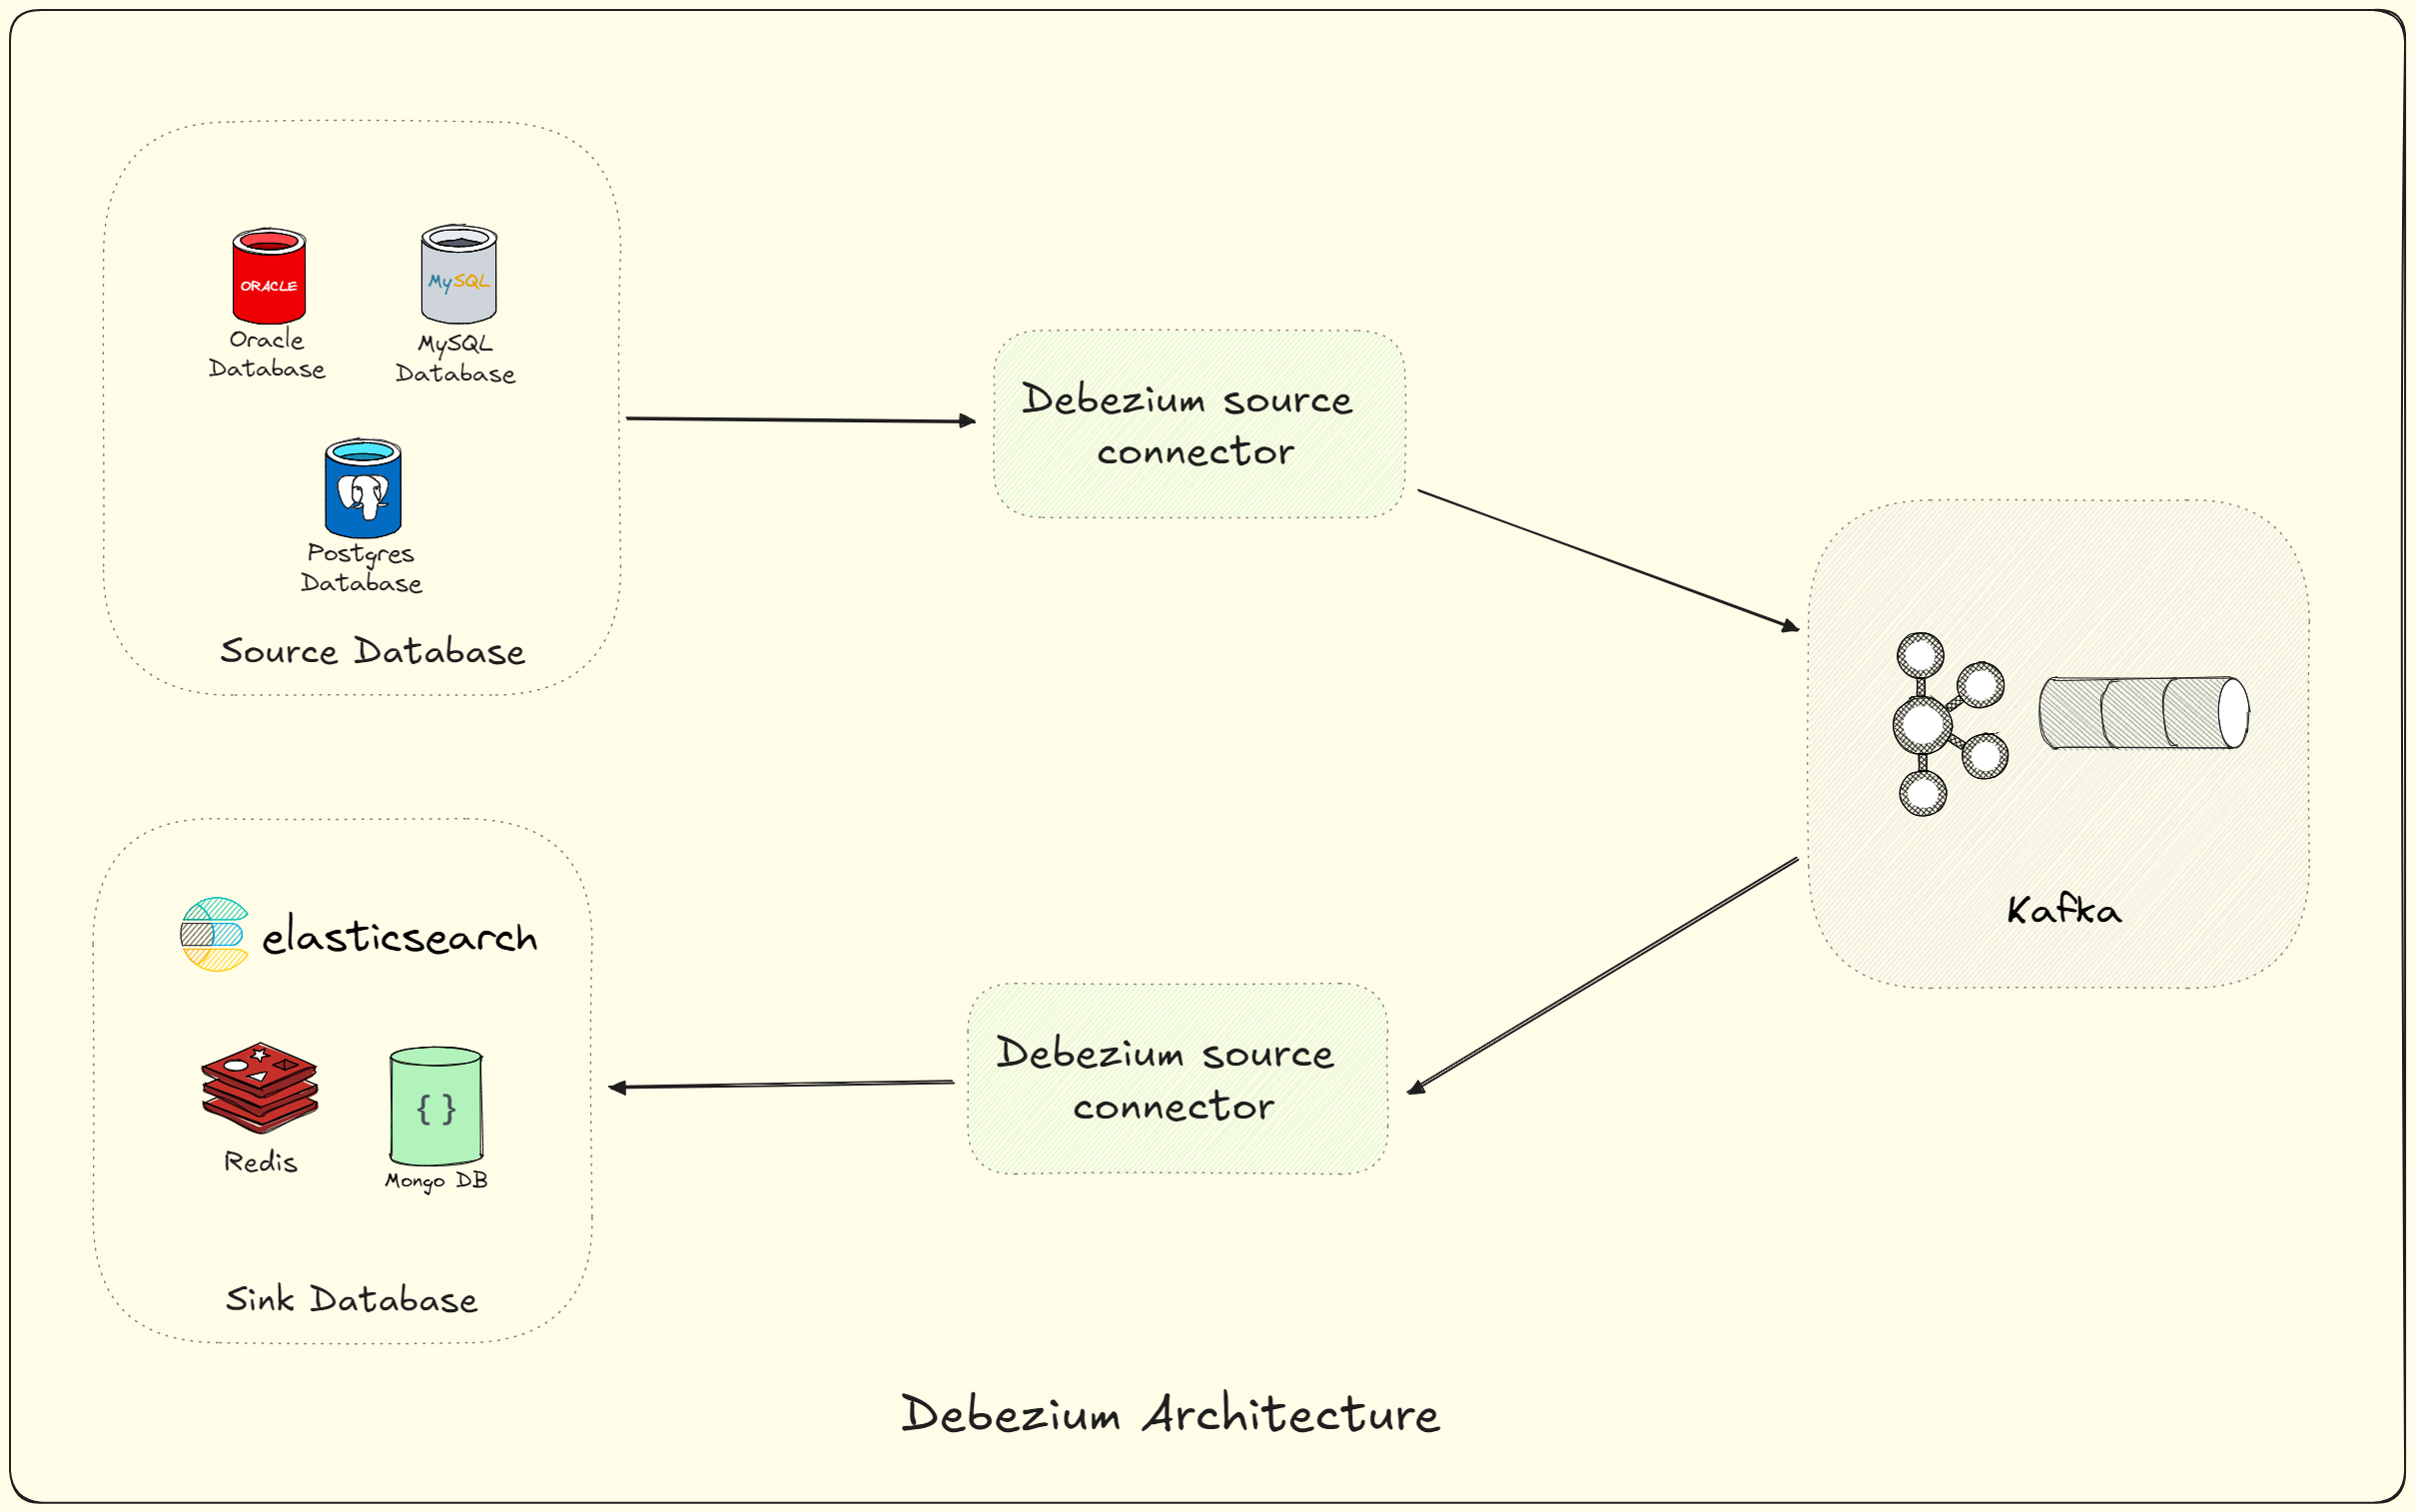 ORACLE
Oracle
Database
MySQL
MySQL
Database
Postgres
Database
Source Database
Debezium source
connector
Kafka
elasticsearch
Redis
{ }
Mongo DB
Sink Database
Debezium source
connector
Debezium Architecture